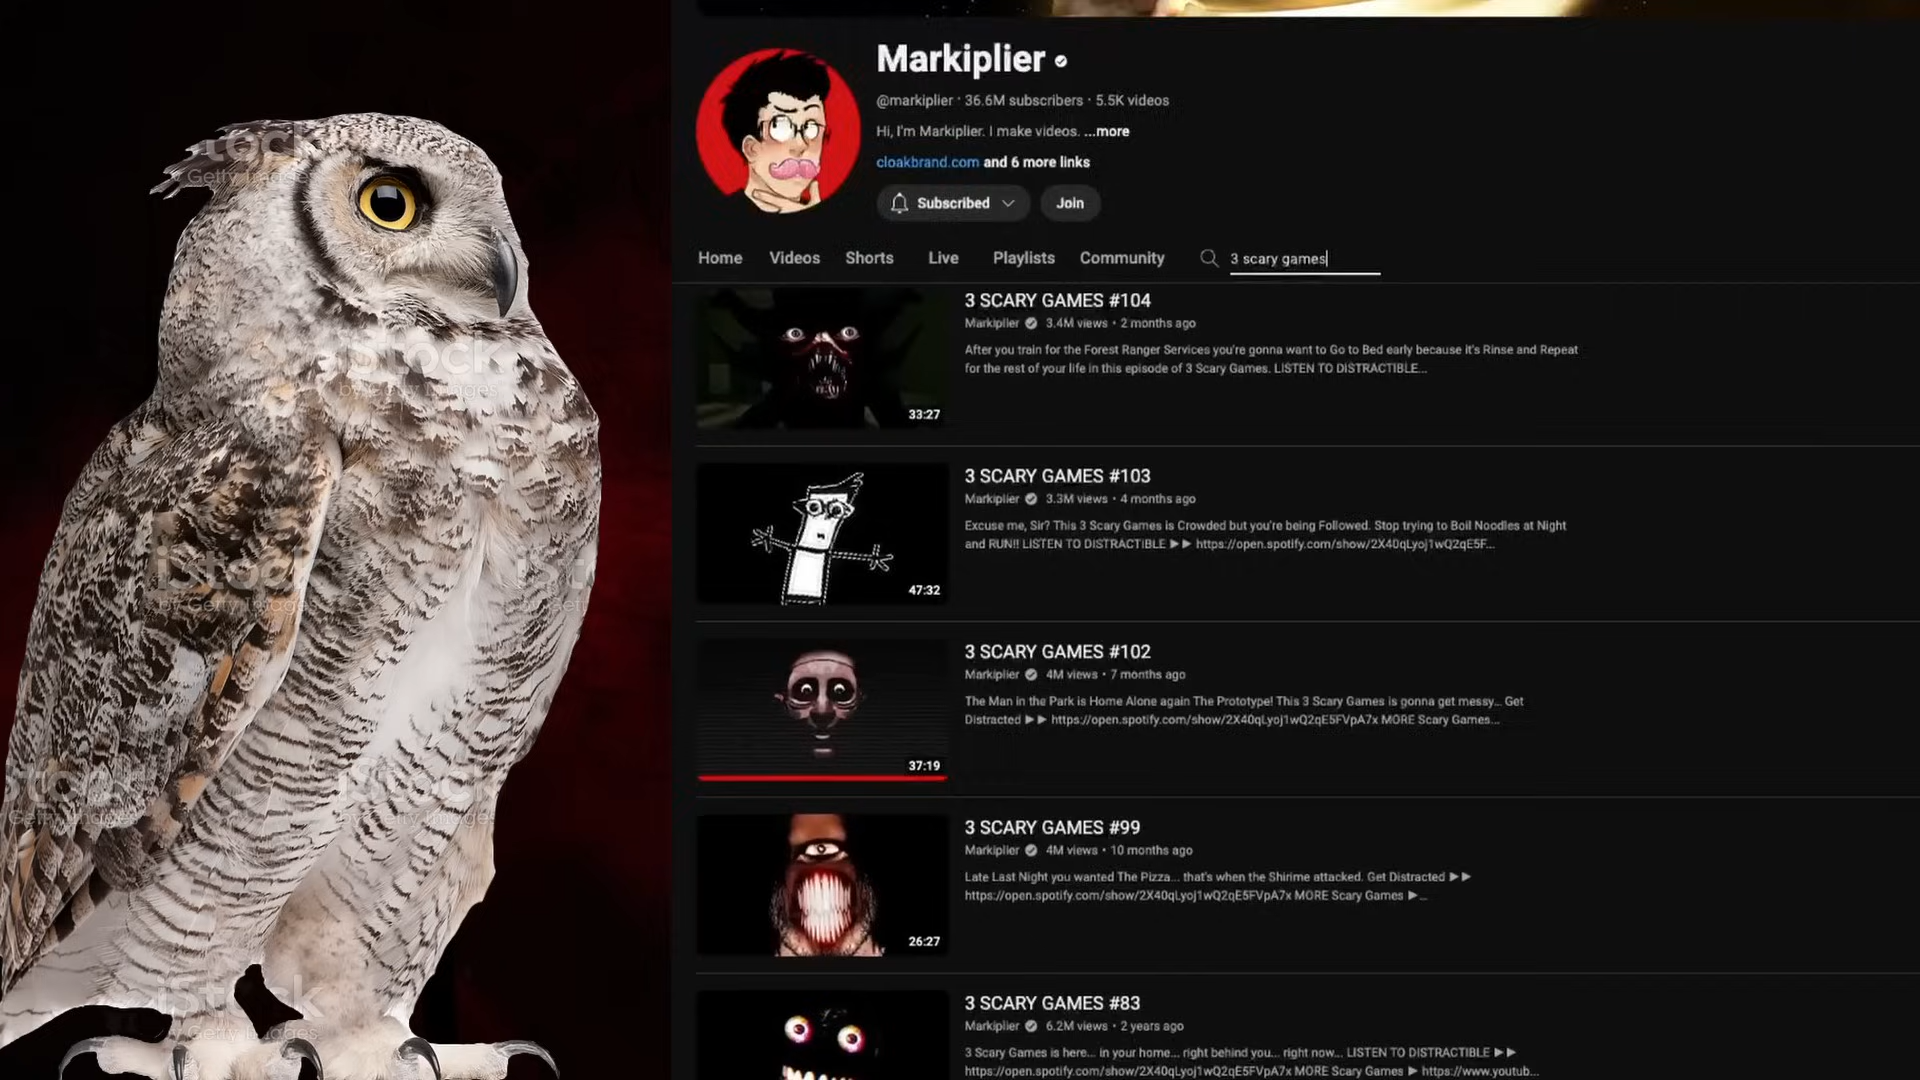 Markiplier
@markiplier · 36.6M subscribers · 5.5K videos
Hi, I'm Markiplier. I make videos. ...more
cloakbrand.com and 6 more links
Subscribed
Join
Home Videos Shorts Live Playlists Community 3 scary games
3 SCARY GAMES #104
Markiplier 3.4M views · 2 months ago
After you train for the Forest Ranger Services you're gonna want to Go to Bed early because it's Rinse and Repeat
for the rest of your life in this episode of 3 Scary Games. LISTEN TO DISTRACTIBLE...
33:27
3 SCARY GAMES #103
Markiplier 3.3M views · 4 months ago
Excuse me, Sir? This 3 Scary Games is Crowded but you're being Followed. Stop trying to Boil Noodles at Night
and RUN!! LISTEN TO DISTRACTIBLE ►► https://open.spotify.com/show/2X40qLyoj1wQ2qE5F...
47:32
3 SCARY GAMES #102
Markiplier 4M views · 7 months ago
The Man in the Park is Home Alone again The Prototype! This 3 Scary Games is gonna get messy... Get
Distracted ►► https://open.spotify.com/show/2X40qLyoj1wQ2qE5FVpA7x MORE Scary Games...
37:19
3 SCARY GAMES #99
Markiplier 4M views · 10 months ago
Late Last Night you wanted The Pizza... that's when the Shirime attacked. Get Distracted ►►
https://open.spotify.com/show/2X40qLyoj1wQ2qE5FVpA7x MORE Scary Games ►...
26:27
3 SCARY GAMES #83
Markiplier 6.2M views · 2 years ago
3 Scary Games is here... in your home... right behind you... right now... LISTEN TO DISTRACTIBLE ►►
https://open.spotify.com/show/2X40qLyoj1wQ2qE5FVpA7x MORE Scary Games ► https://www.youtub...
iStock
by Getty Images